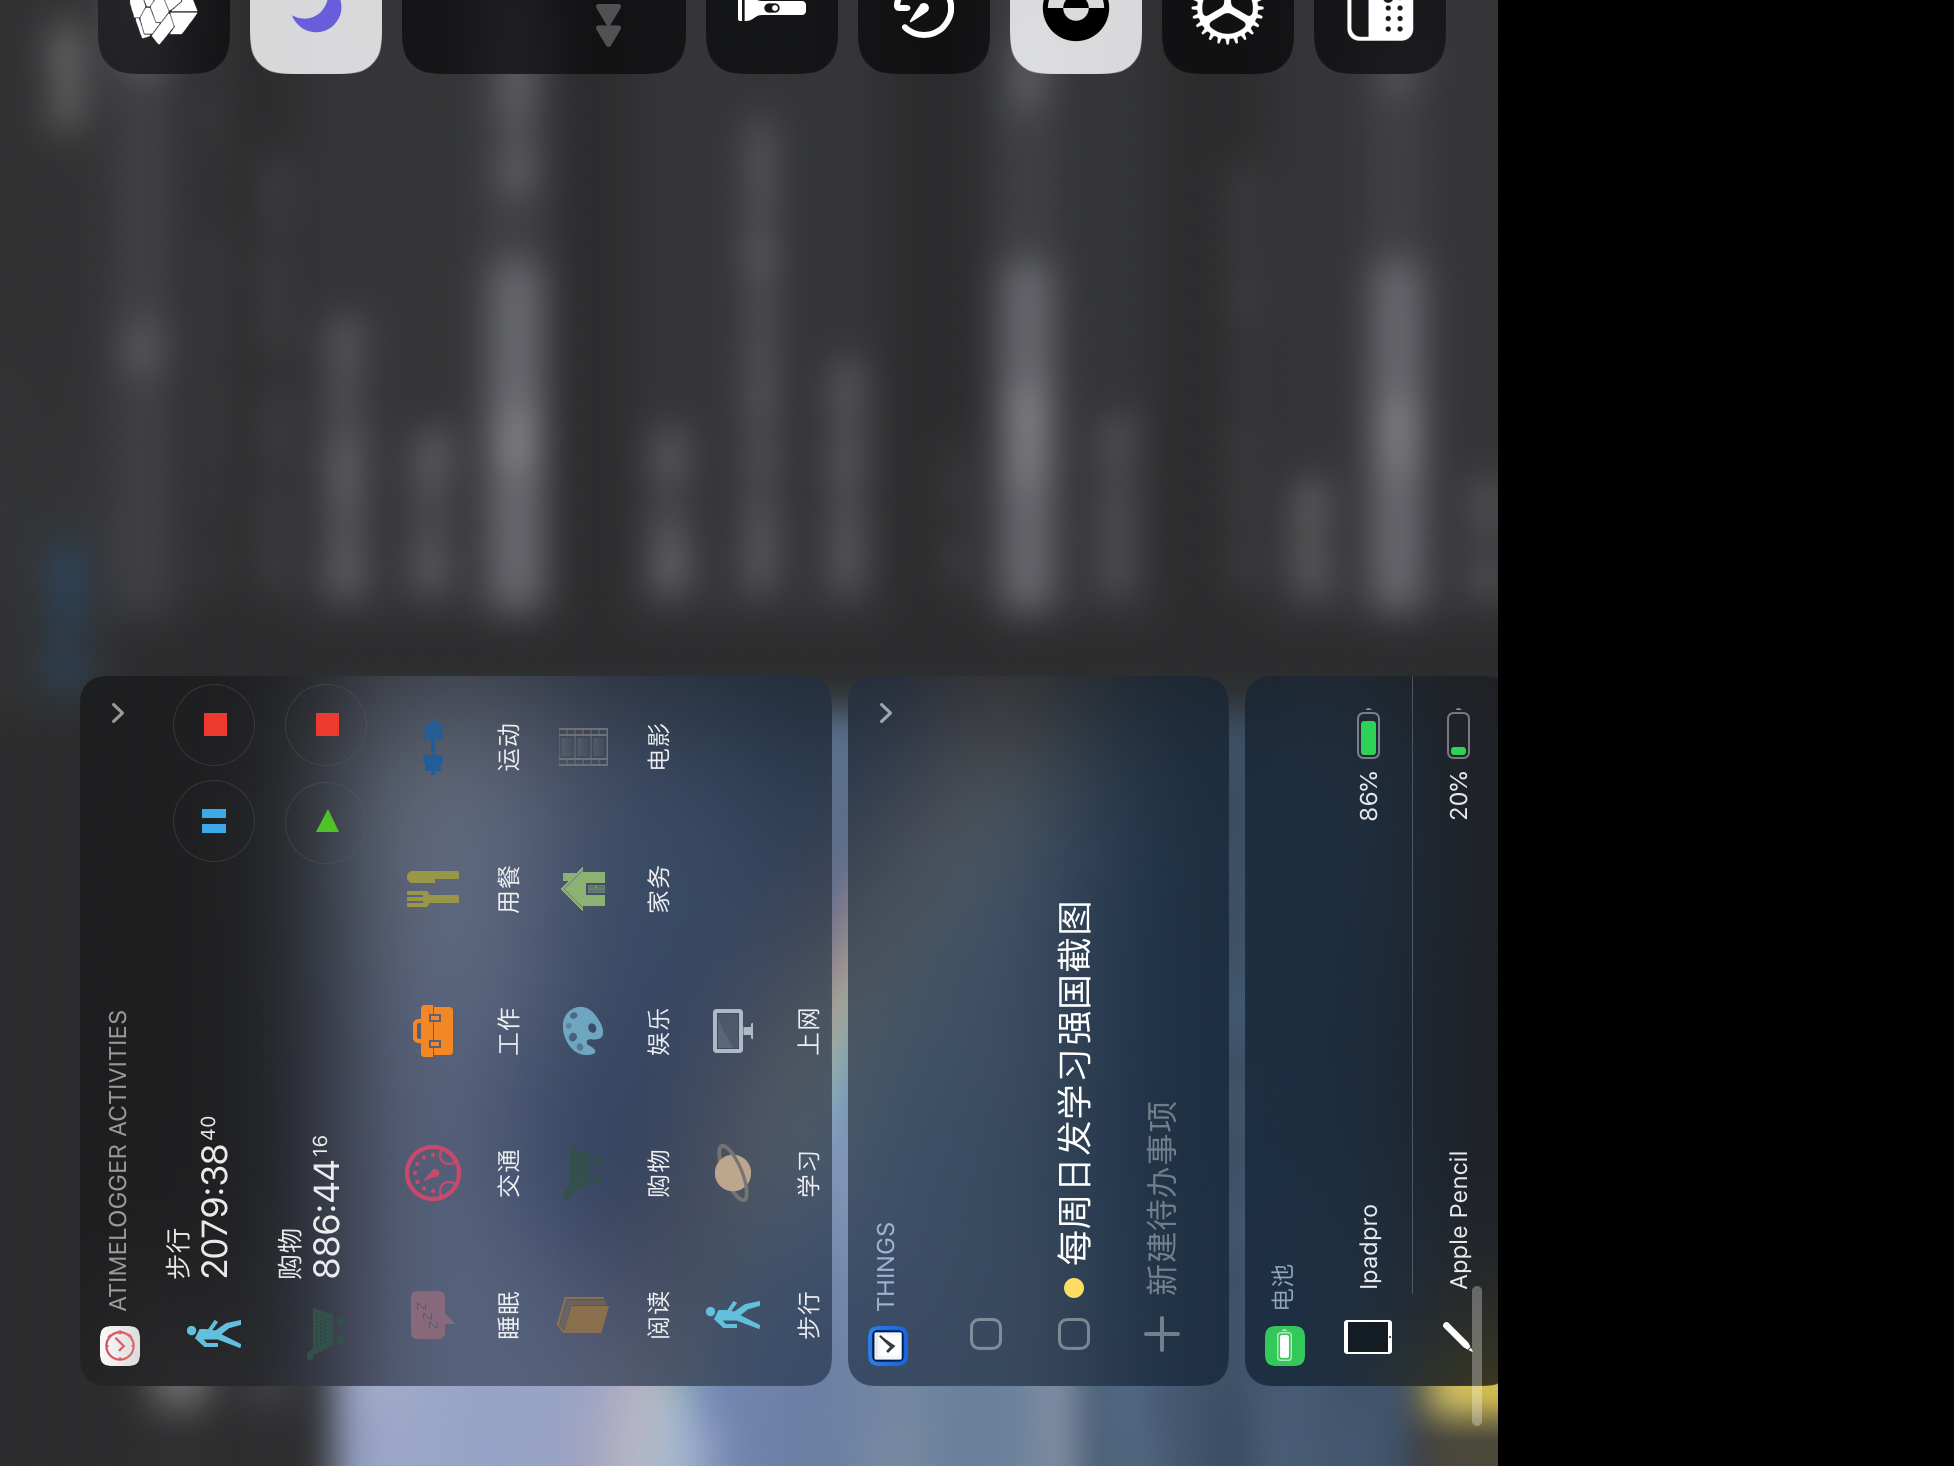 ATIMELOGGER ACTIVITIES
步行
2079:38 40
购物
886:44 16
睡眠 交通 工作 用餐 运动
阅读 购物 娱乐 家务 电影
步行 学习 上网
THINGS
每周日发学习强国截图
新建待办事项
电池
Ipadpro 86%
Apple Pencil 20%